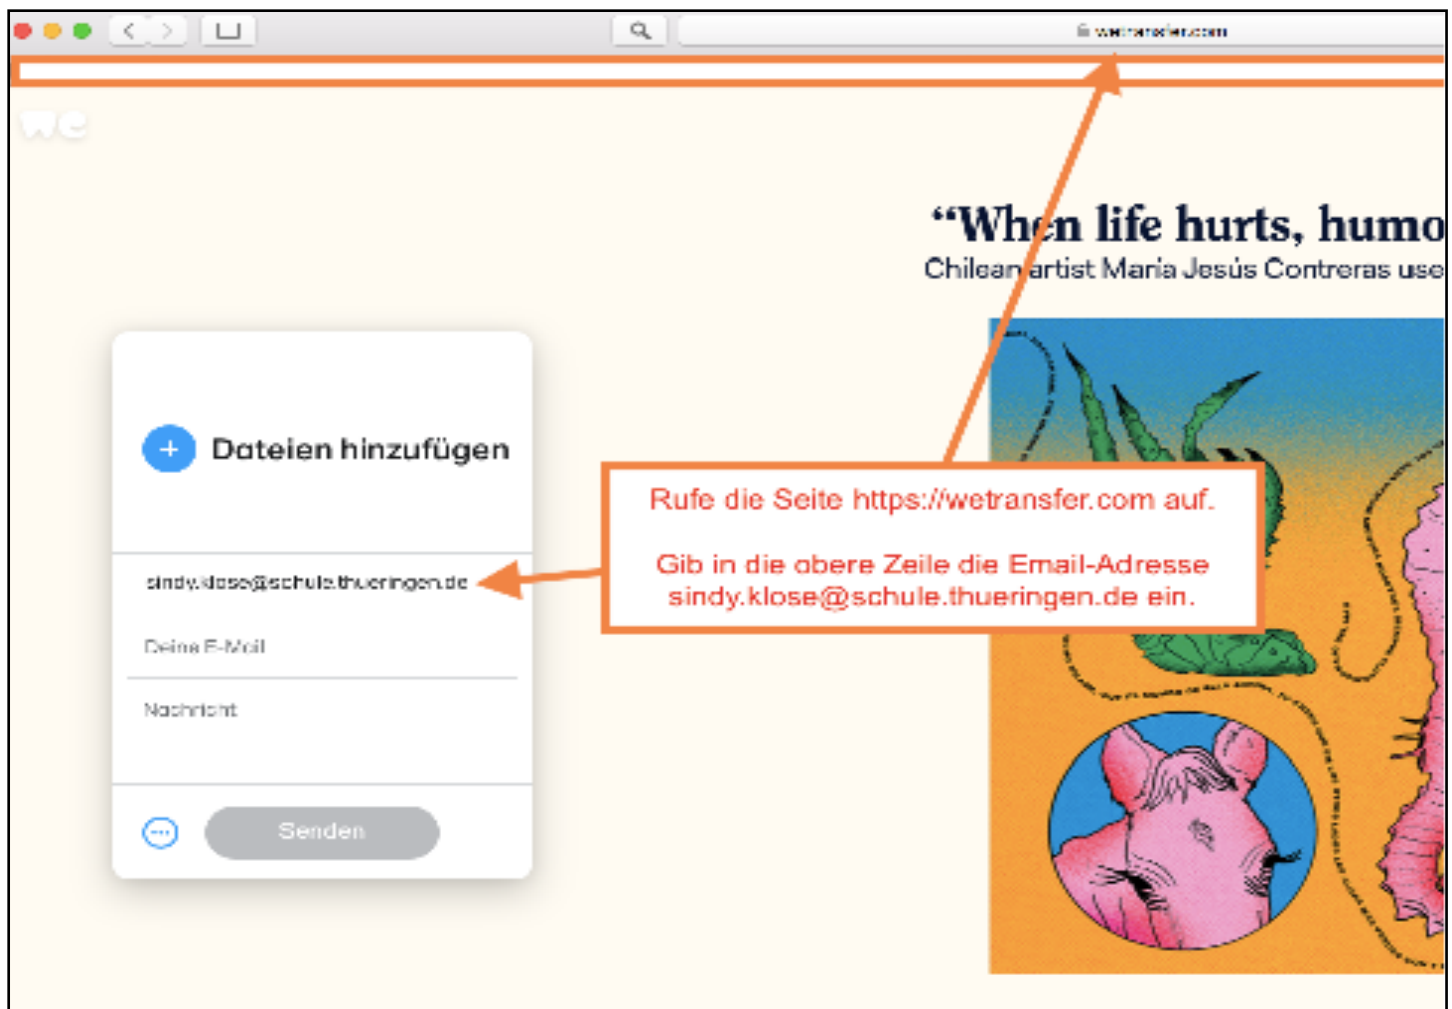 wetransfer.com
we
“When life hurts, humo
Chilean artist María Jesús Contreras use
Dateien hinzufügen
Rufe die Seite https://wetransfer.com auf.
Gib in die obere Zeile die Email-Adresse
sindy.klose@schule.thueringen.de ein.
sindy.klose@schule.thueringen.de
Deine E-Mail
Nachricht
Senden